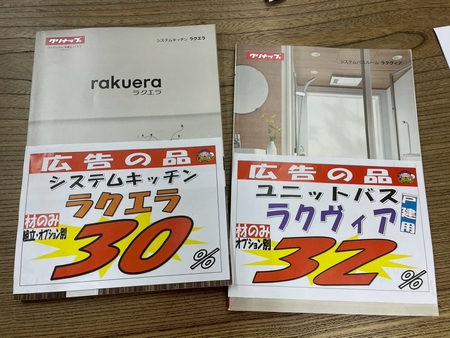 クリナップ
システムキッチン ラクエラ
rakuera
ラクエラ
広告の品
システムキッチン
ラクエラ
材のみ
組立・オプション別
30%
クリナップ
システムバスルーム ラクヴィア
広告の品
ユニットバス
戸建用
ラクヴィア
材のみ
オプション別
32%